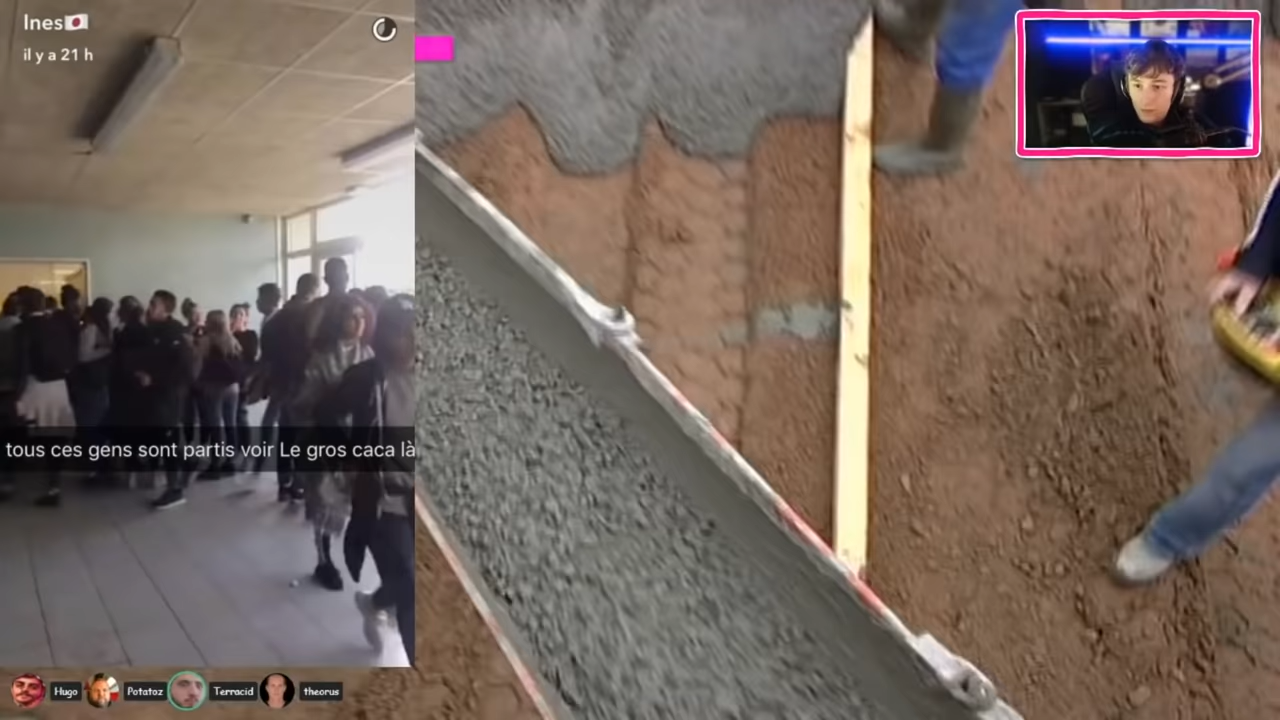 Ines🇯🇵
il y a 21 h
tous ces gens sont partis voir Le gros caca là
Hugo
Potatoz
Terracid
theorus